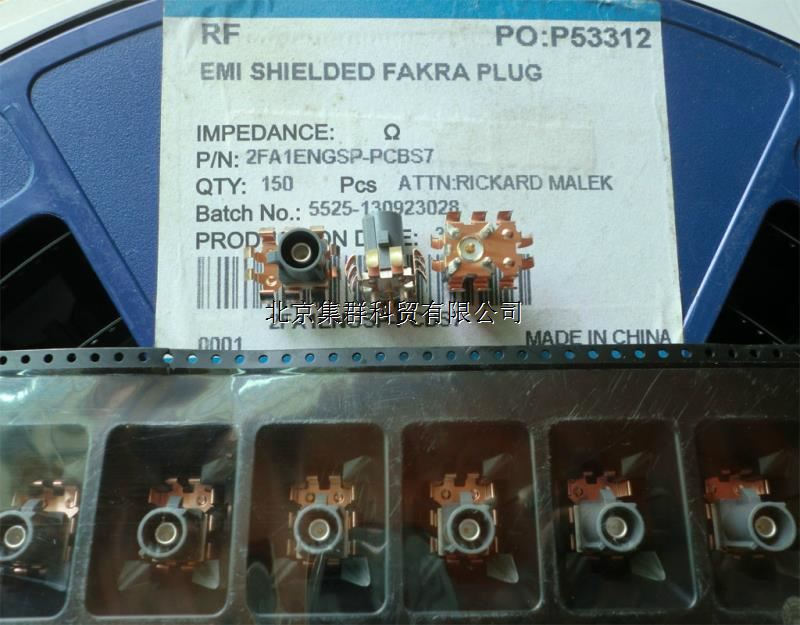 RF PO:P53312
EMI SHIELDED FAKRA PLUG
IMPEDANCE: Ω
P/N: 2FA1ENGSP-PCBS7
QTY: 150 Pcs ATTN:RICKARD MALEK
Batch No.: 5525-130923028
北京集群科贸有限公司
0001 MADE IN CHINA